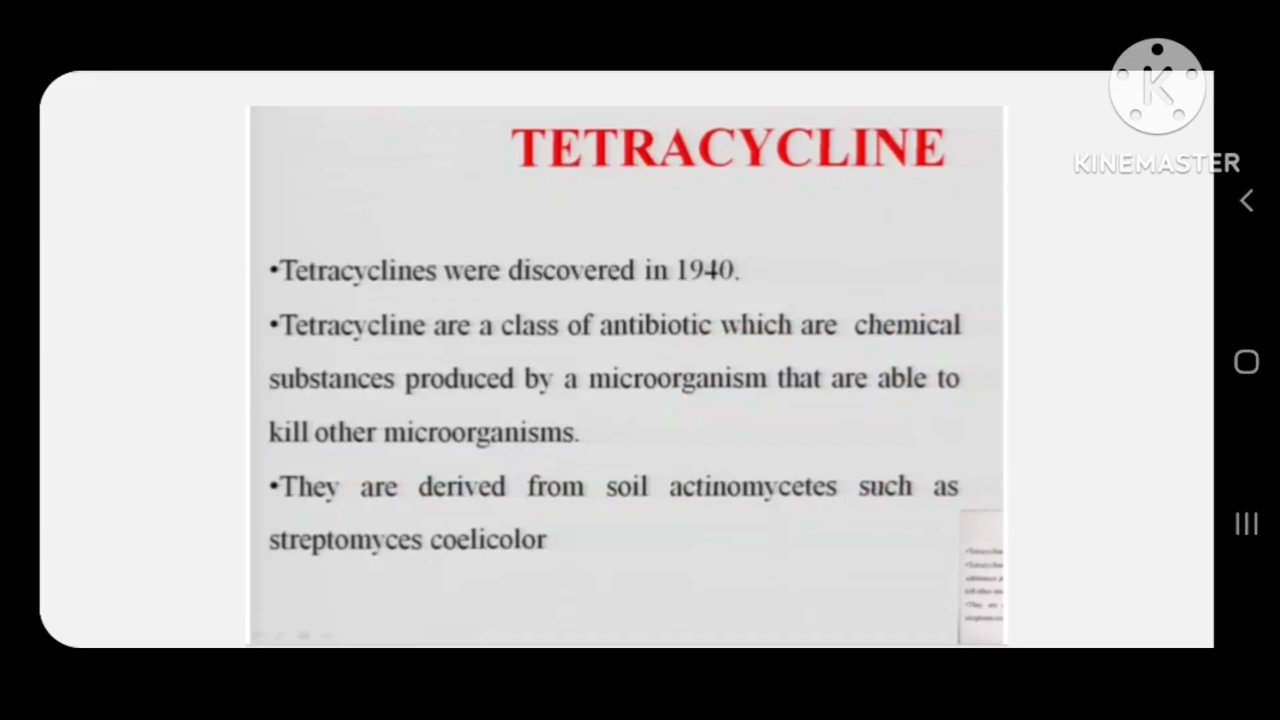 KINEMASTER
TETRACYCLINE
•Tetracyclines were discovered in 1940.
•Tetracycline are a class of antibiotic which are chemical
substances produced by a microorganism that are able to
kill other microorganisms.
•They are derived from soil actinomycetes such as
streptomyces coelicolor